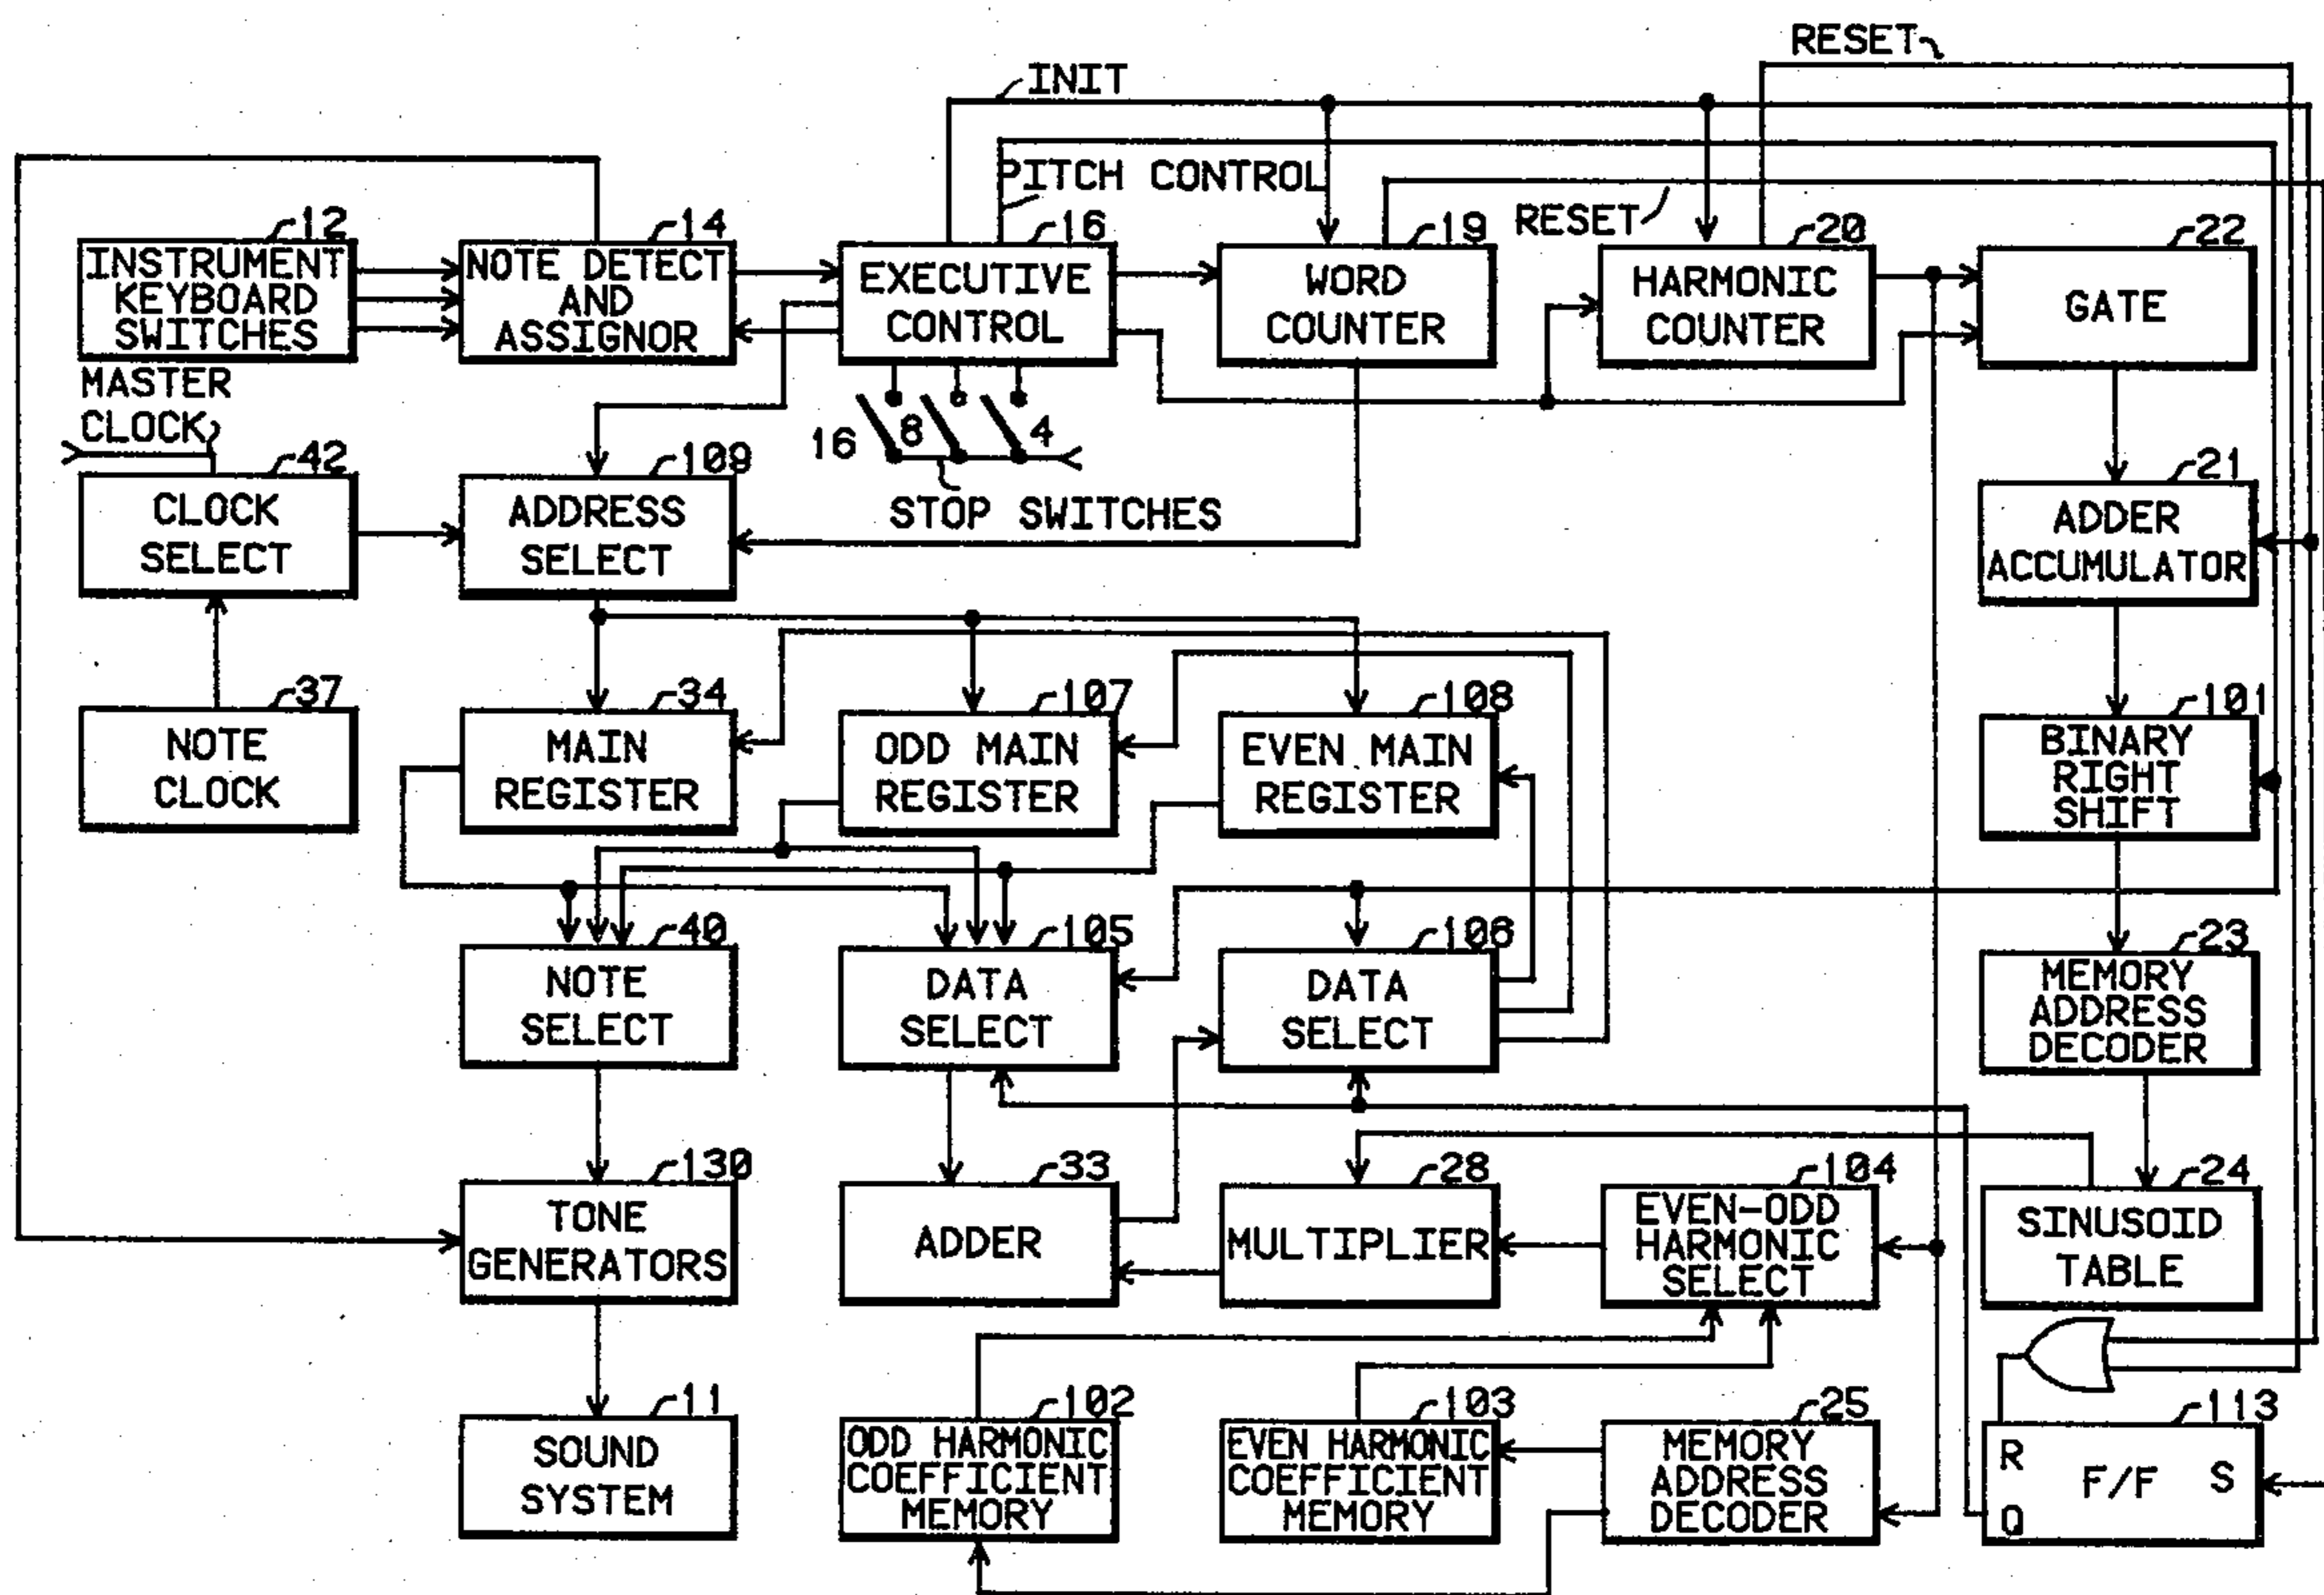 RESET
INIT
PITCH CONTROL
RESET
12
INSTRUMENT
KEYBOARD
SWITCHES
14
NOTE DETECT
AND
ASSIGNOR
16
EXECUTIVE
CONTROL
19
WORD
COUNTER
20
HARMONIC
COUNTER
22
GATE
MASTER
CLOCK
16
8
4
STOP SWITCHES
42
CLOCK
SELECT
109
ADDRESS
SELECT
21
ADDER
ACCUMULATOR
37
NOTE
CLOCK
34
MAIN
REGISTER
107
ODD MAIN
REGISTER
108
EVEN MAIN
REGISTER
101
BINARY
RIGHT
SHIFT
40
NOTE
SELECT
105
DATA
SELECT
106
DATA
SELECT
23
MEMORY
ADDRESS
DECODER
130
TONE
GENERATORS
33
ADDER
28
MULTIPLIER
104
EVEN-ODD
HARMONIC
SELECT
24
SINUSOID
TABLE
11
SOUND
SYSTEM
102
ODD HARMONIC
COEFFICIENT
MEMORY
103
EVEN HARMONIC
COEFFICIENT
MEMORY
25
MEMORY
ADDRESS
DECODER
113
R
F/F
S
Q